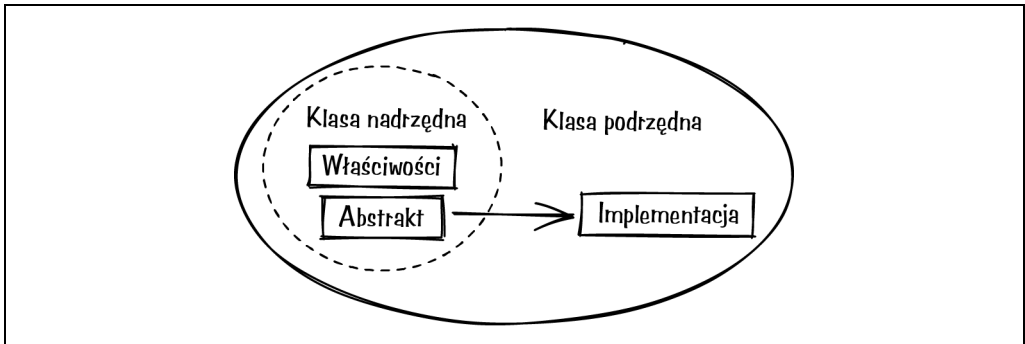 Klasa nadrzędna
Klasa podrzędna
Właściwości
Abstrakt
Implementacja